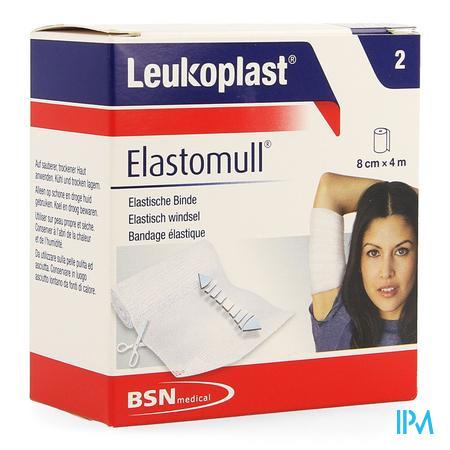 Leukoplast®
2
Elastomull®
8 cm x 4 m
Elastische Binde
Elastisch windsel
Bandage élastique
Auf sauberer, trockener Haut
anwenden. Kühl und trocken lagern.
Alleen op schone en droge huid
gebruiken. Koel en droog bewaren.
Utiliser sur peau propre et sèche.
Conserver à l'abri de la chaleur
et de l'humidité.
Da utilizzare sulla pelle pulita ed
asciutta. Conservare in luogo
asciutto lontano da fonti di calore.
BSN medical
IPM